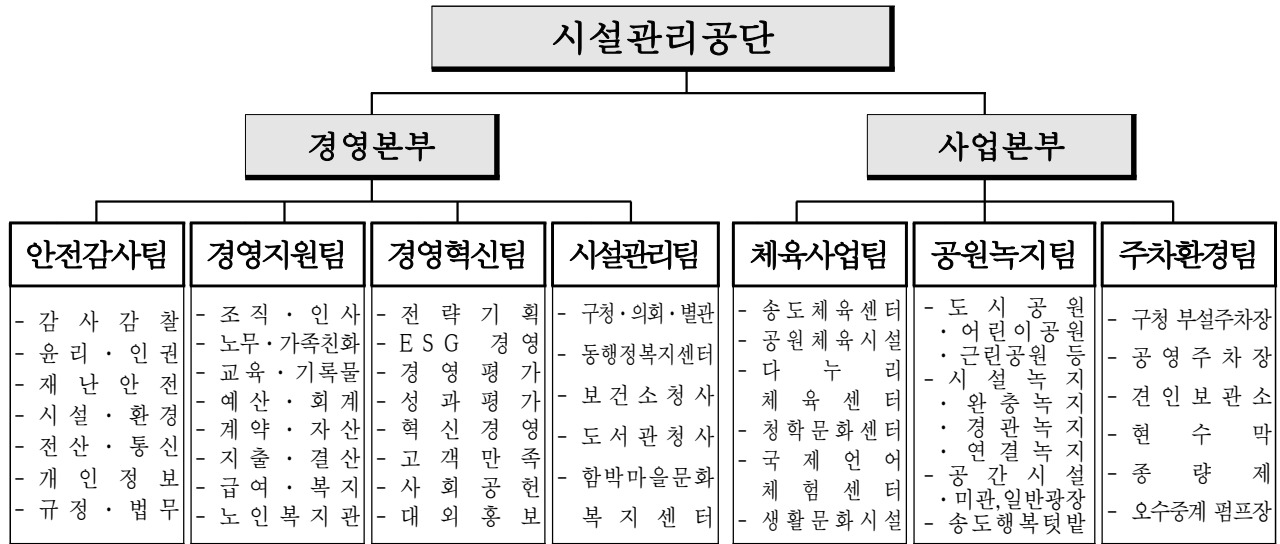 시설관리공단
경영본부
사업본부
안전감사팀
- 감사감찰
- 윤리·인권
- 재난안전
- 시설·환경
- 전산·통신
- 개인정보
- 규정·법무
경영지원팀
- 조직·인사
- 노무·가족친화
- 교육·기록물
- 예산·회계
- 계약·자산
- 지출·결산
- 급여·복지
- 노인복지관
경영혁신팀
- 전략기획
- ESG 경영
- 경영평가
- 성과평가
- 혁신경영
- 고객만족
- 사회공헌
- 대외홍보
시설관리팀
- 구청·의회·별관
- 동행정복지센터
- 보건소청사
- 도서관청사
- 함박마을문화
복지센터
체육사업팀
- 송도체육센터
- 공원체육시설
- 다누리
체육센터
- 청학문화센터
- 국제언어
체험센터
- 생활문화시설
공원녹지팀
- 도시공원
· 어린이공원
· 근린공원 등
- 시설녹지
· 완충녹지
· 경관녹지
· 연결녹지
- 공간시설
·미관,일반광장
- 송도행복텃밭
주차환경팀
- 구청 부설주차장
- 공영주차장
- 견인보관소
- 현수막
- 종량제
- 오수중계 펌프장